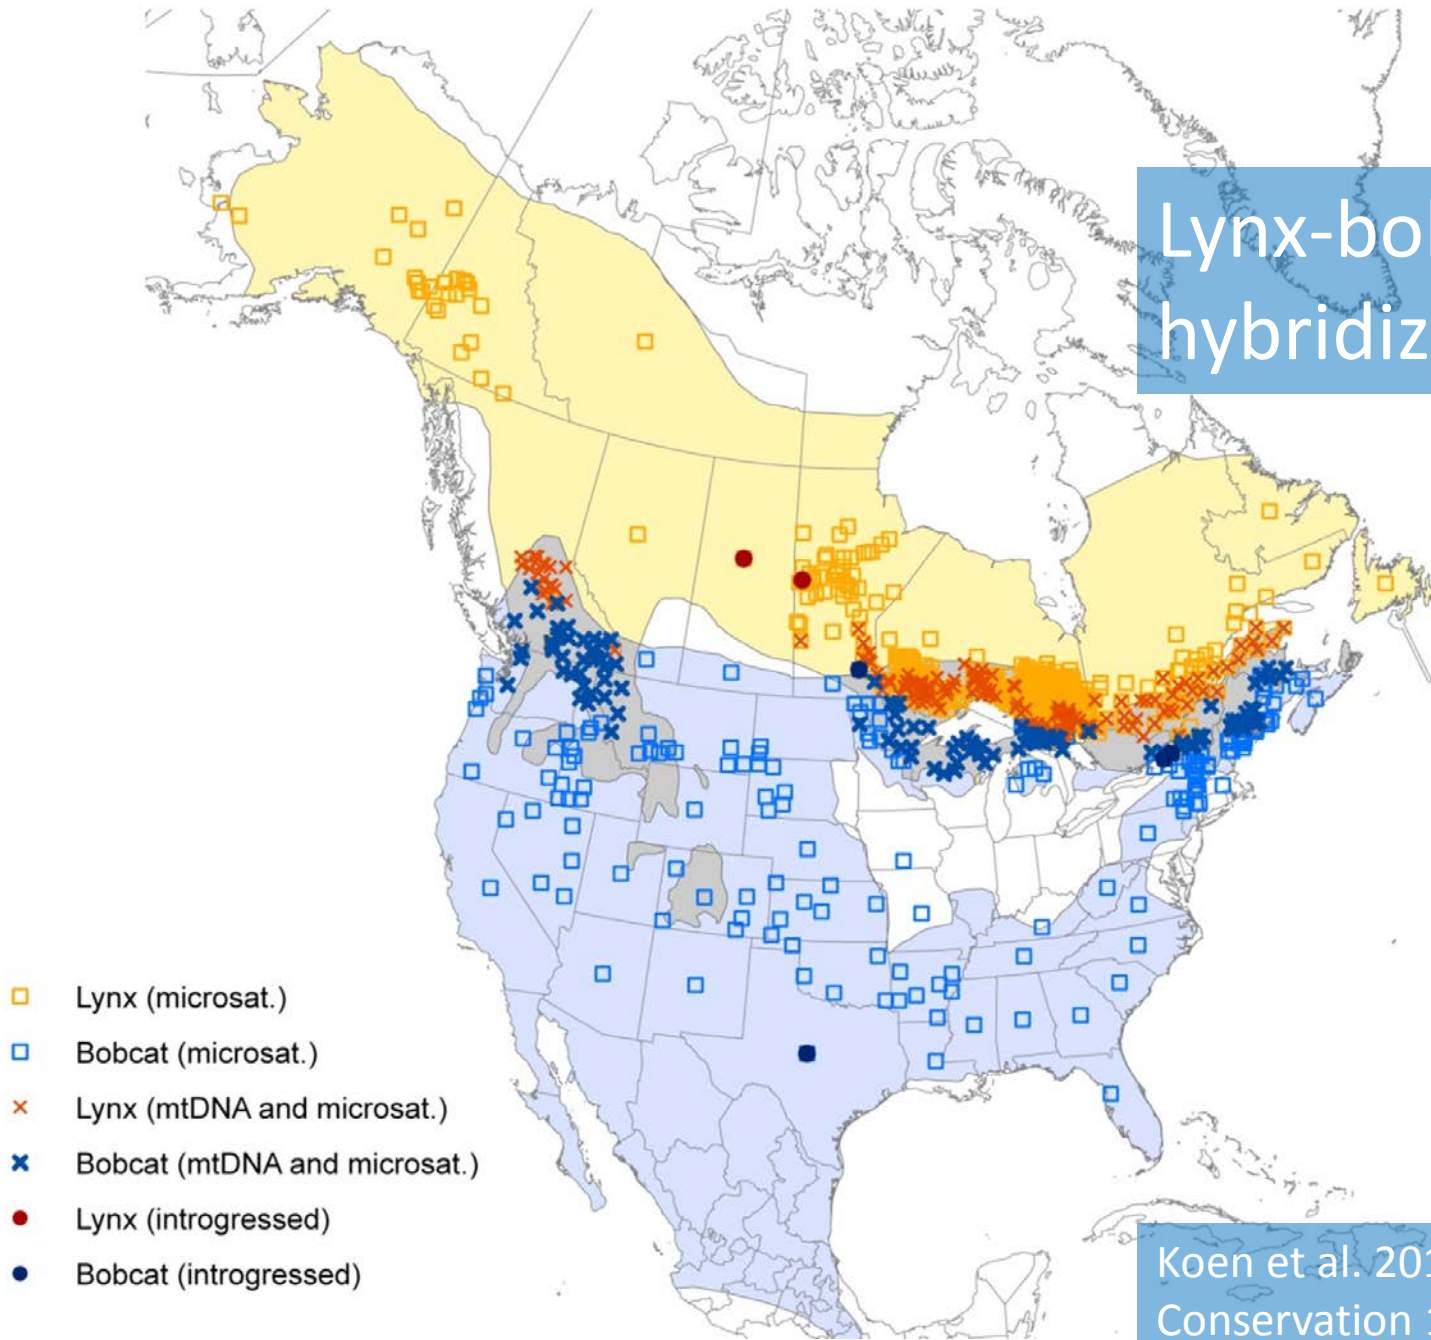 Lynx-bo
hybridiz
Lynx (microsat.)
Bobcat (microsat.)
Lynx (mtDNA and microsat.)
Bobcat (mtDNA and microsat.)
Lynx (introgressed)
Bobcat (introgressed)
Koen et al. 201
Conservation